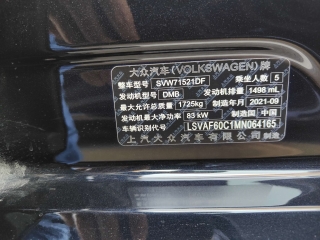 大众汽车(VOLKSWAGEN)牌
整车型号 SVW71521DF 乘坐人数 5
发动机型号 DMB 发动机排量 1498 mL
最大允许总质量 1725kg 制造年月 2021-09
发动机最大净功率 83 kW 制造国 中国
车辆识别代号 LSVAF60C1MN064165
上汽大众汽车有限公司